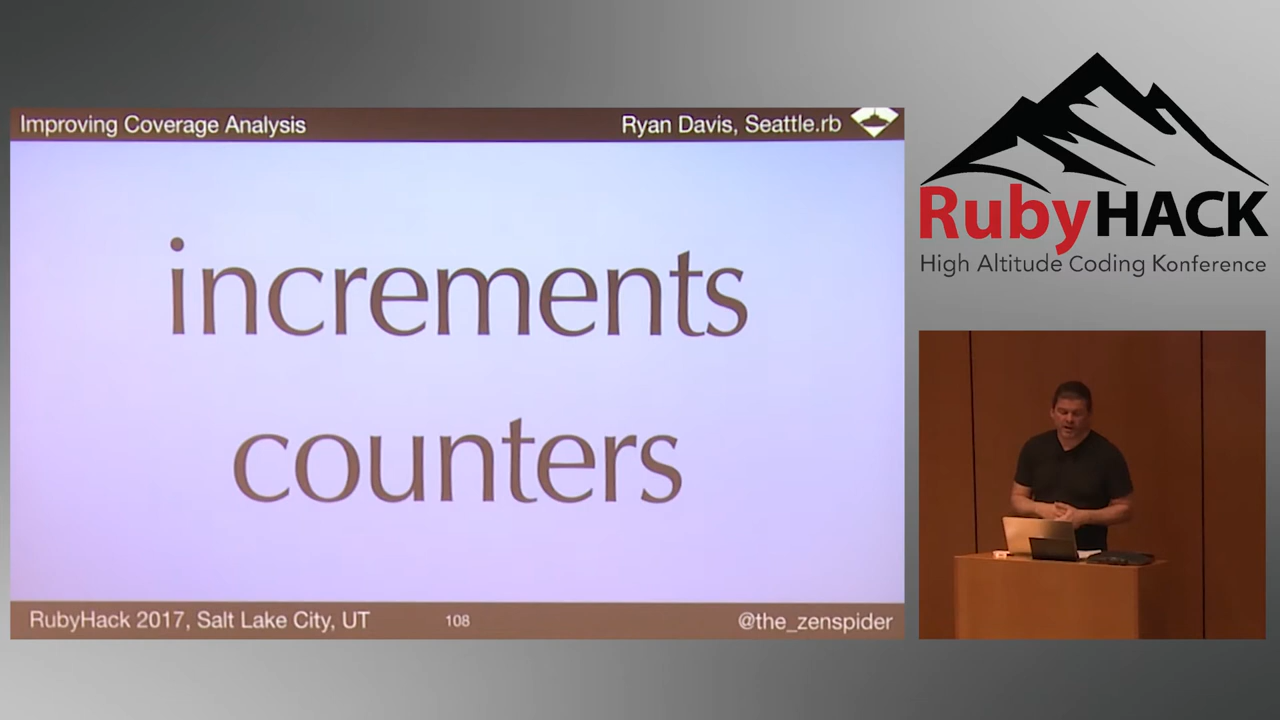 Improving Coverage Analysis
Ryan Davis, Seattle.rb
increments
counters
RubyHack 2017, Salt Lake City, UT
108
@the_zenspider
RubyHACK
High Altitude Coding Konference